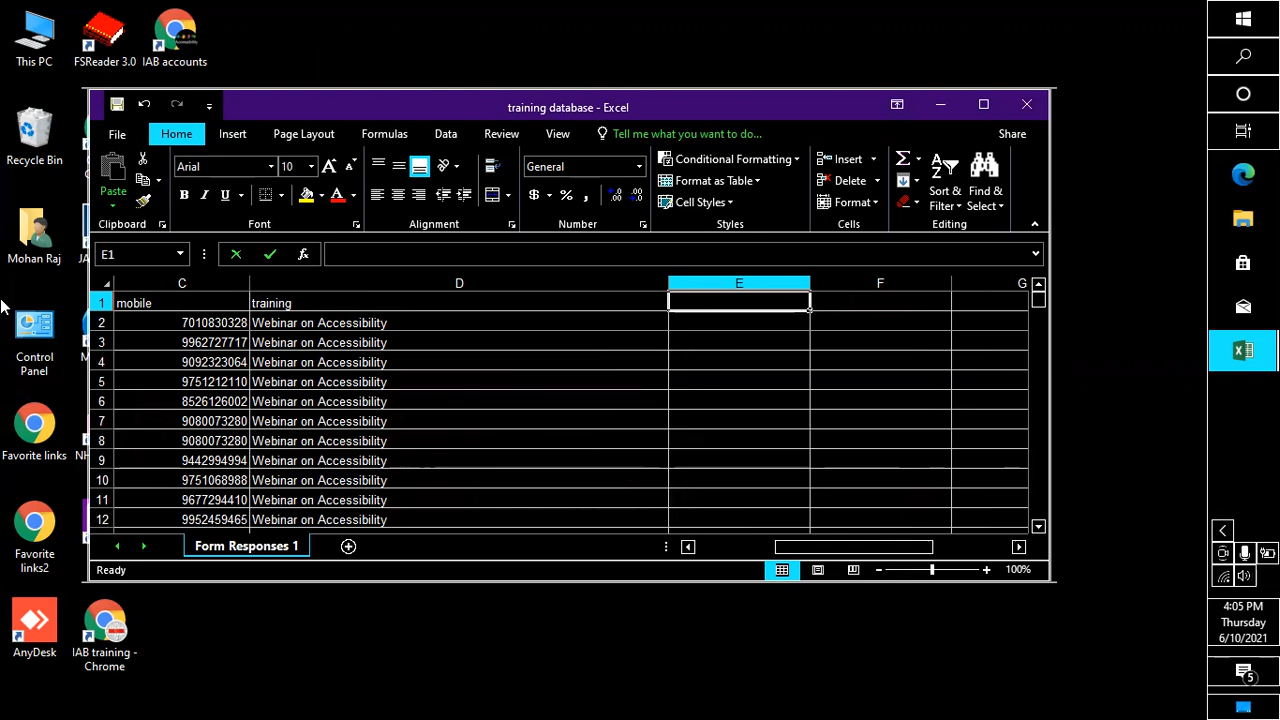 This PC
FSReader 3.0
IAB accounts
Recycle Bin
Mohan Raj
Control
Panel
Favorite links
Favorite
links2
AnyDesk
IAB training -
Chrome
training database - Excel
File
Home
Insert
Page Layout
Formulas
Data
Review
View
Tell me what you want to do...
Share
Paste
Arial
10
General
Conditional Formatting
Format as Table
Cell Styles
Insert
Delete
Format
Sort &
Filter
Find &
Select
Clipboard
Font
Alignment
Number
Styles
Cells
Editing
E1
C D E F G
1 mobile training
2 7010830328 Webinar on Accessibility
3 9962727717 Webinar on Accessibility
4 9092323064 Webinar on Accessibility
5 9751212110 Webinar on Accessibility
6 8526126002 Webinar on Accessibility
7 9080073280 Webinar on Accessibility
8 9080073280 Webinar on Accessibility
9 9442994994 Webinar on Accessibility
10 9751068988 Webinar on Accessibility
11 9677294410 Webinar on Accessibility
12 9952459465 Webinar on Accessibility
Form Responses 1
Ready
100%
4:05 PM
Thursday
6/10/2021
5